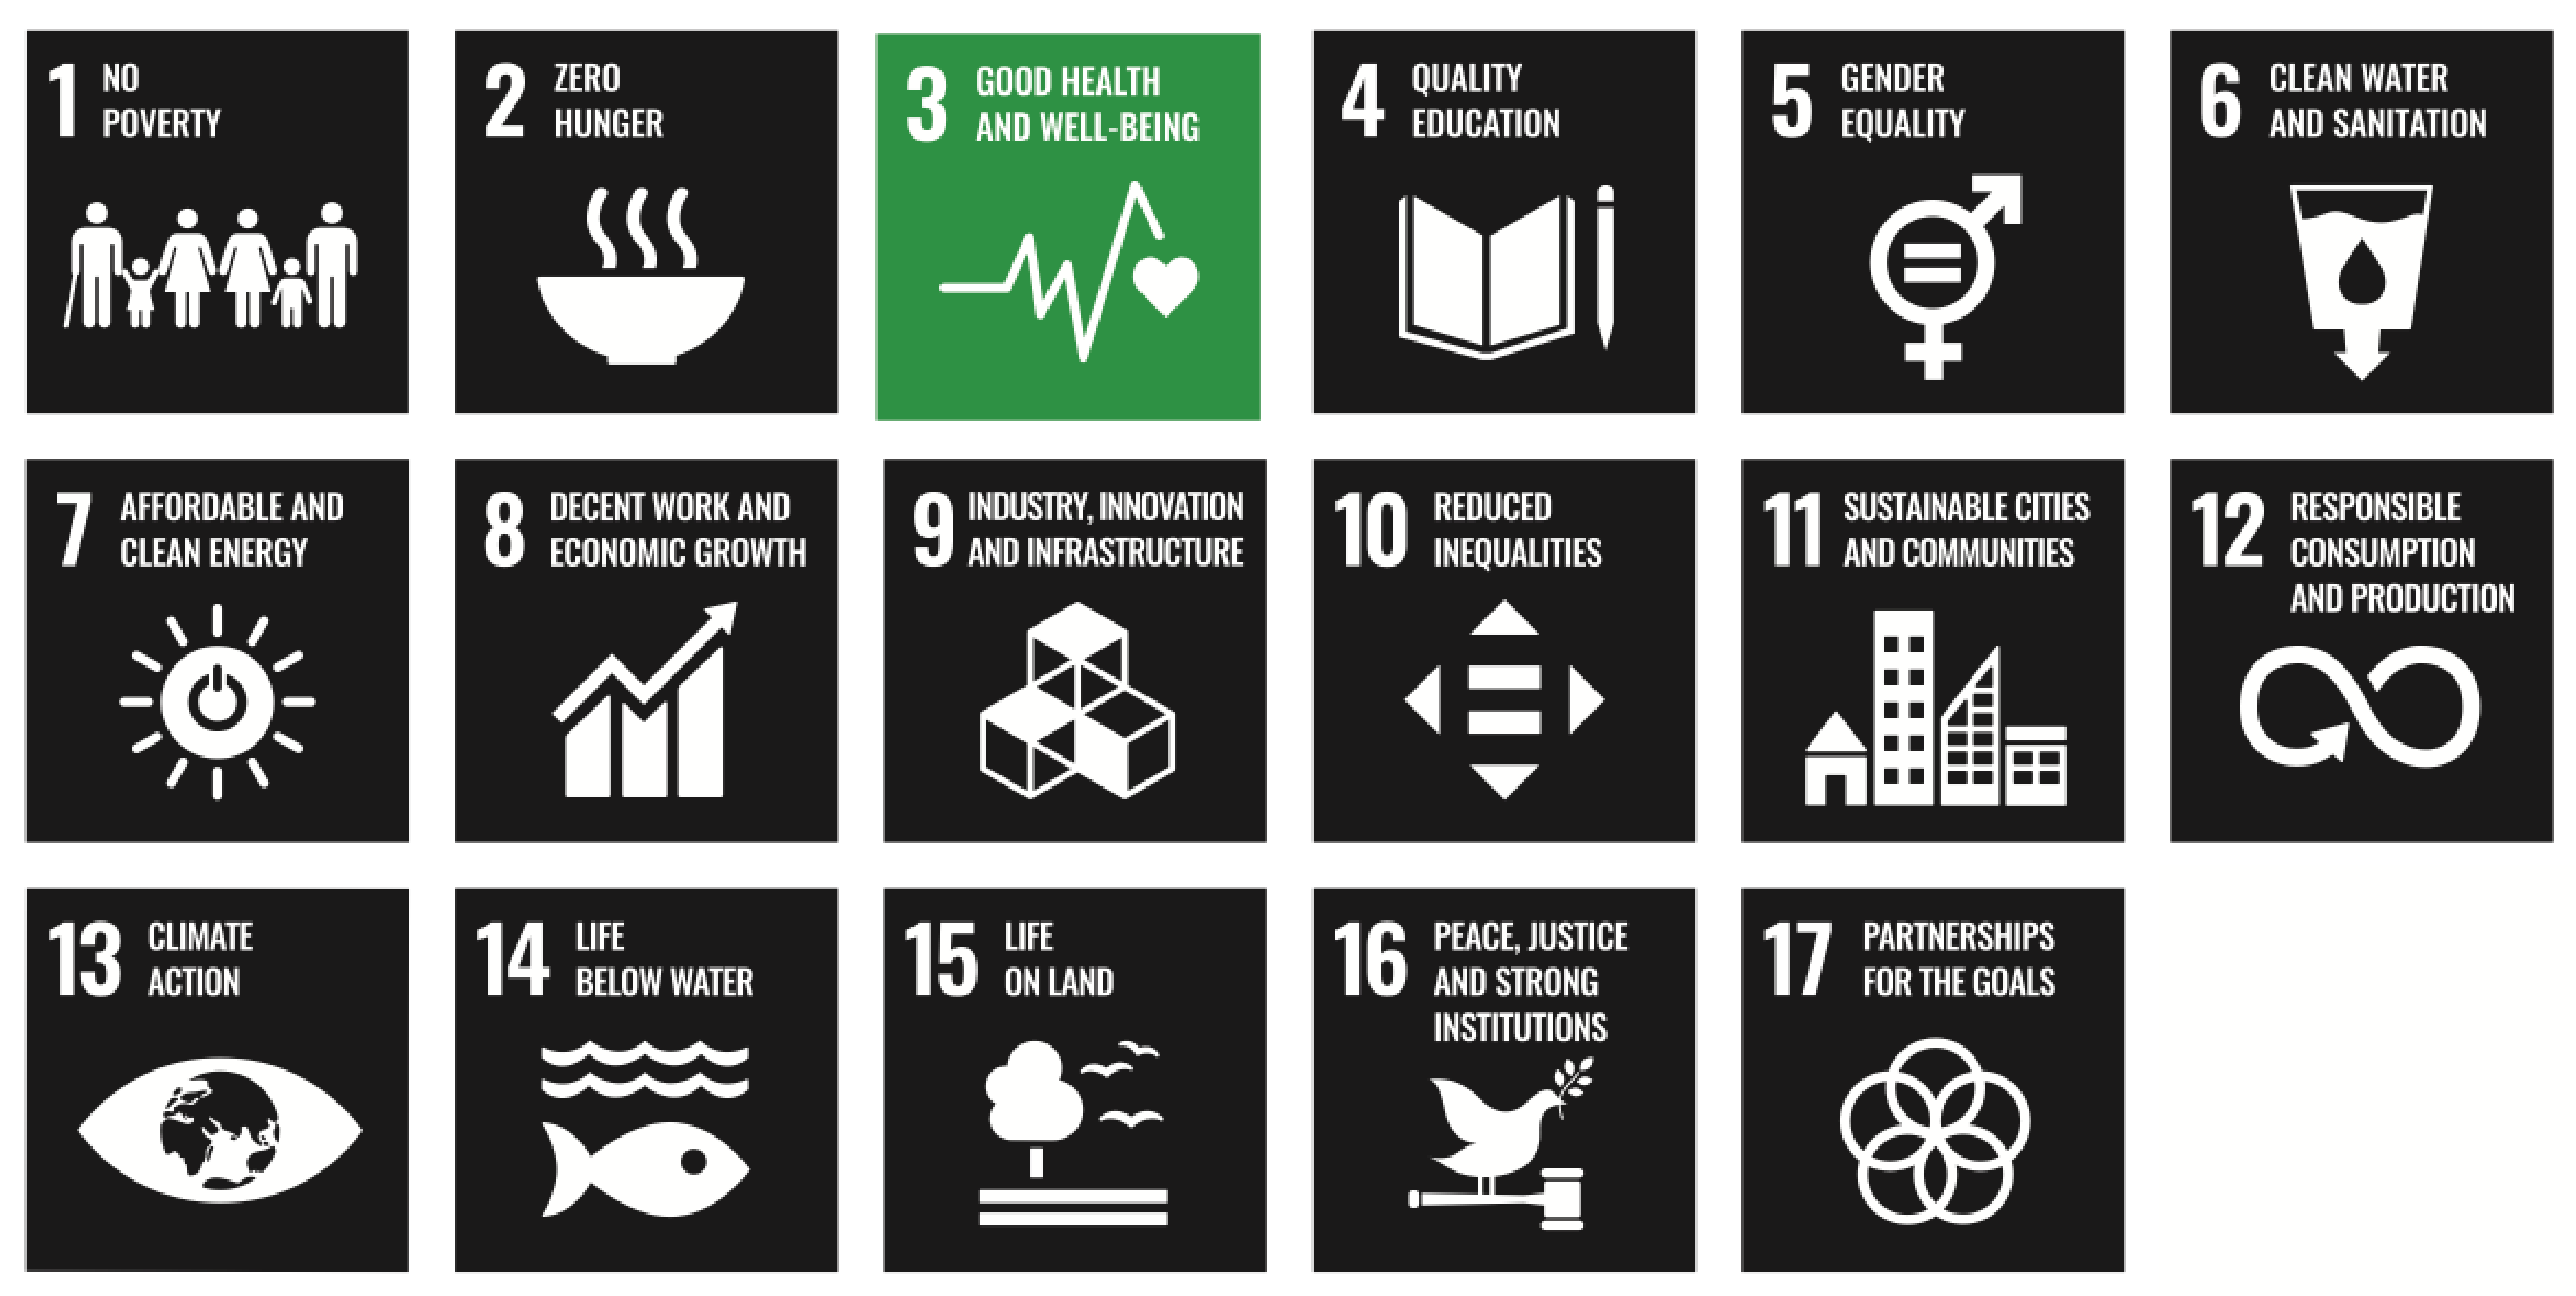 1 NO
POVERTY
2 ZERO
HUNGER
3 GOOD HEALTH
AND WELL-BEING
4 QUALITY
EDUCATION
5 GENDER
EQUALITY
6 CLEAN WATER
AND SANITATION
7 AFFORDABLE AND
CLEAN ENERGY
8 DECENT WORK AND
ECONOMIC GROWTH
9 INDUSTRY, INNOVATION
AND INFRASTRUCTURE
10 REDUCED
INEQUALITIES
11 SUSTAINABLE CITIES
AND COMMUNITIES
12 RESPONSIBLE
CONSUMPTION
AND PRODUCTION
13 CLIMATE
ACTION
14 LIFE
BELOW WATER
15 LIFE
ON LAND
16 PEACE, JUSTICE
AND STRONG
INSTITUTIONS
17 PARTNERSHIPS
FOR THE GOALS